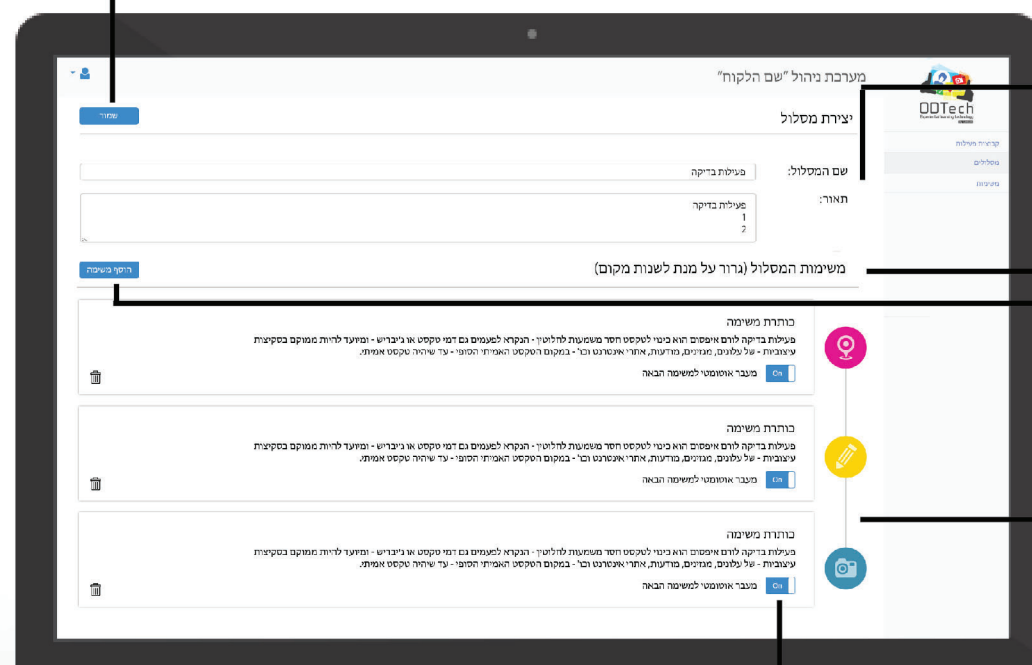 מערכת ניהול "שם הלקוח"
ODTech
יצירת מסלול
שמור
קבוצות פעילות
מסלולים
משימות
שם המסלול:
פעילות בדיקה
תאור:
פעילות בדיקה
1
2
משימות המסלול (גרור על מנת לשנות מקום)
הוסף משימה
כותרת משימה
פעילות בדיקה לורם איפסום הוא כינוי לטקסט חסר משמעות לחלוטין - הנקרא לפעמים גם דמי טקסט או ג'יבריש - ומיועד להיות ממוקם בסקיצות
עיצוביות - של עלונים, מגזינים, מודעות, אתרי אינטרנט וכו' - במקום הטקסט האמיתי הסופי - עד שיהיה טקסט אמיתי.
On מעבר אוטומטי למשימה הבאה
כותרת משימה
פעילות בדיקה לורם איפסום הוא כינוי לטקסט חסר משמעות לחלוטין - הנקרא לפעמים גם דמי טקסט או ג'יבריש - ומיועד להיות ממוקם בסקיצות
עיצוביות - של עלונים, מגזינים, מודעות, אתרי אינטרנט וכו' - במקום הטקסט האמיתי הסופי - עד שיהיה טקסט אמיתי.
On מעבר אוטומטי למשימה הבאה
כותרת משימה
פעילות בדיקה לורם איפסום הוא כינוי לטקסט חסר משמעות לחלוטין - הנקרא לפעמים גם דמי טקסט או ג'יבריש - ומיועד להיות ממוקם בסקיצות
עיצוביות - של עלונים, מגזינים, מודעות, אתרי אינטרנט וכו' - במקום הטקסט האמיתי הסופי - עד שיהיה טקסט אמיתי.
On מעבר אוטומטי למשימה הבאה